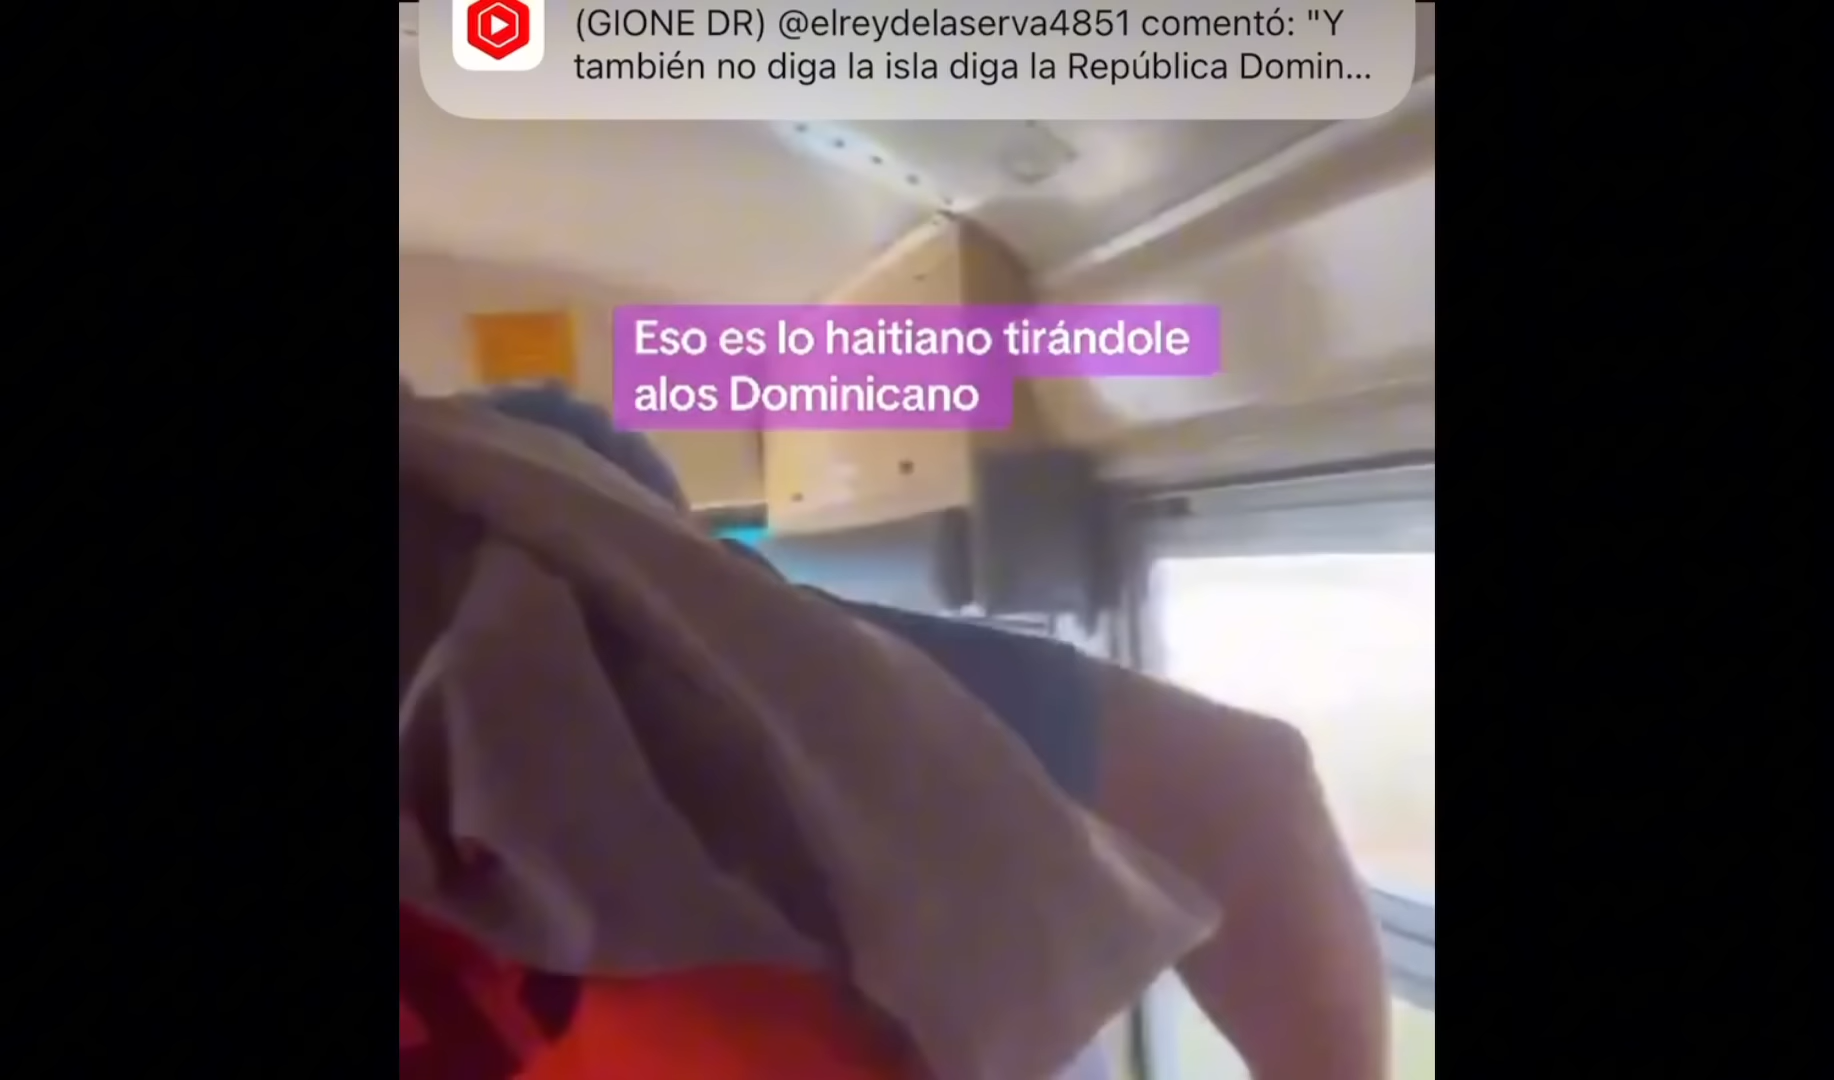 (GIONE DR) @elreydelaserva4851 comentó: "Y
también no diga la isla diga la República Domin...
Eso es lo haitiano tirándole
alos Dominicano